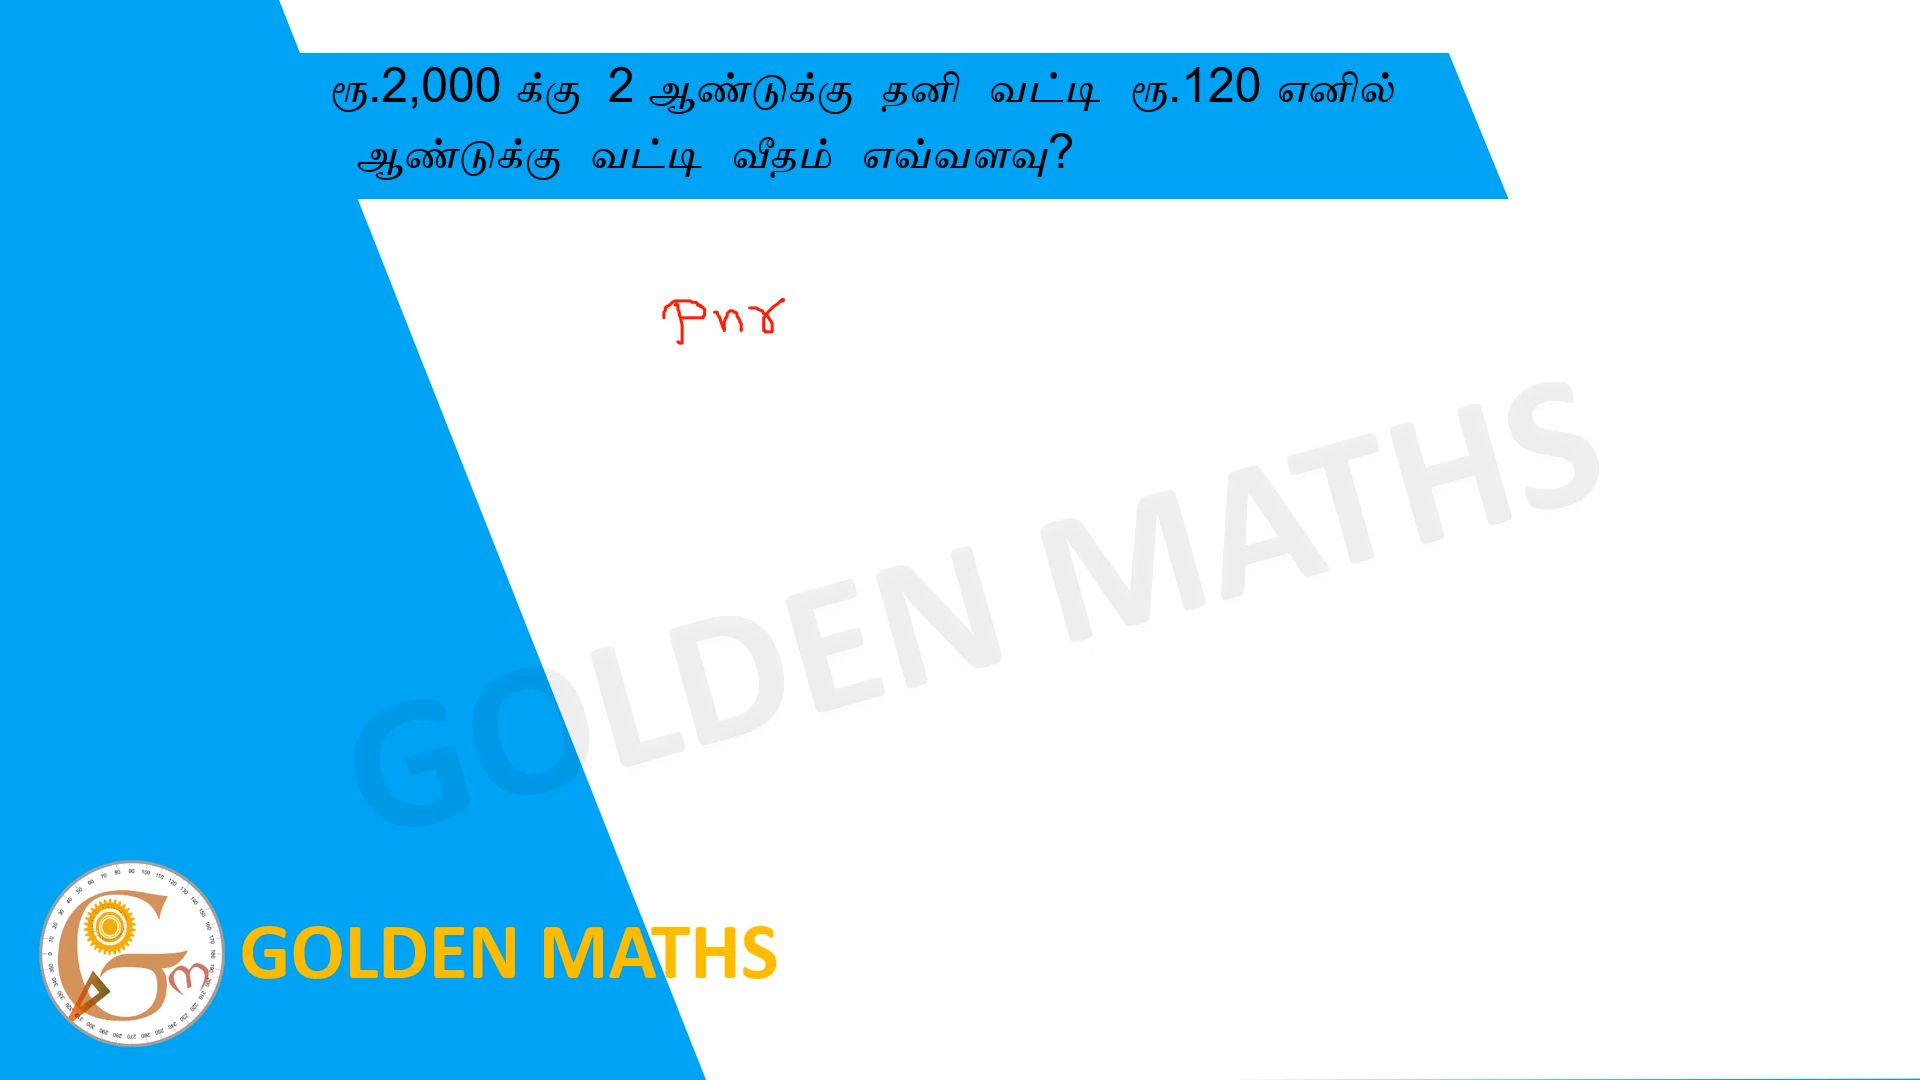 ரூ.2,000 க்கு 2 ஆண்டுக்கு தனி வட்டி ரூ.120 எனில்
ஆண்டுக்கு வட்டி வீதம் எவ்வளவு?
Pnr
GOLDEN MATHS
GOLDEN MATHS